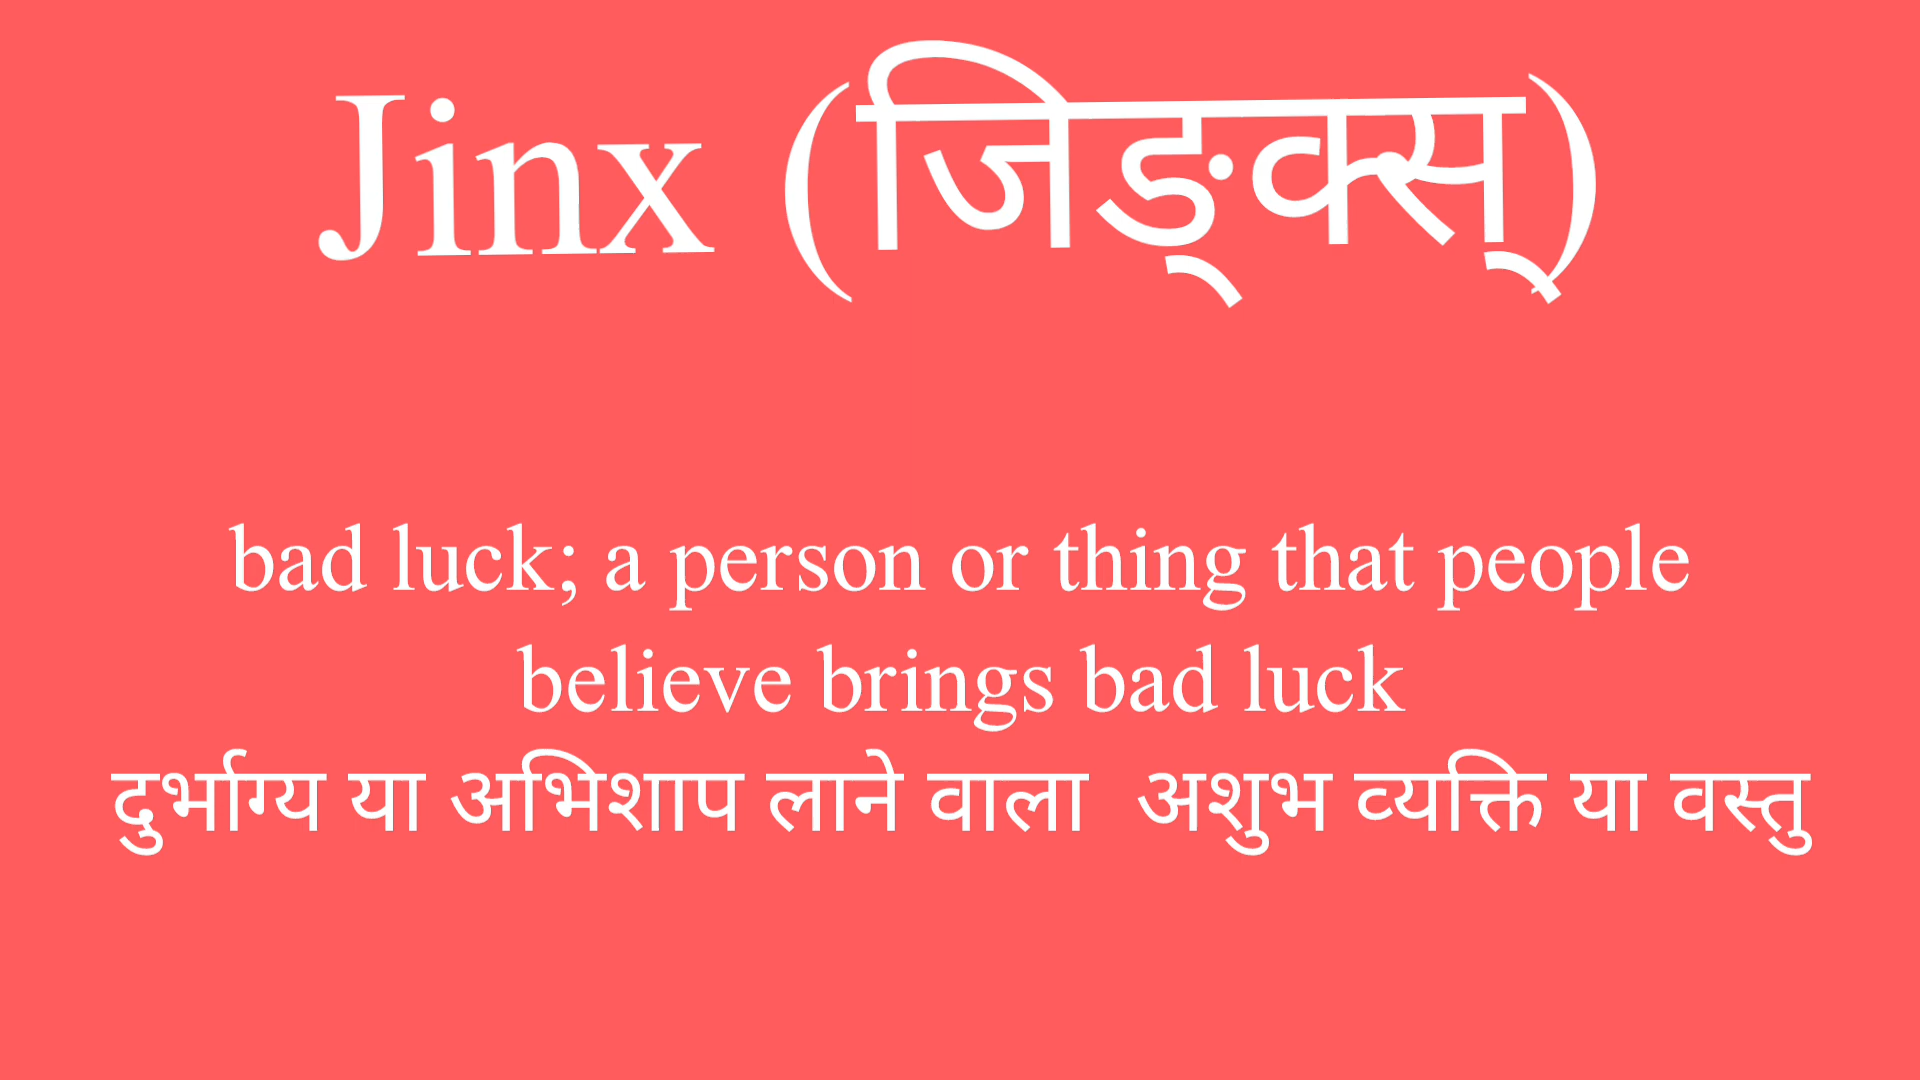 Jinx (जिङ्क्स्)
bad luck; a person or thing that people
believe brings bad luck
दुर्भाग्य या अभिशाप लाने वाला  अशुभ व्यक्ति या वस्तु